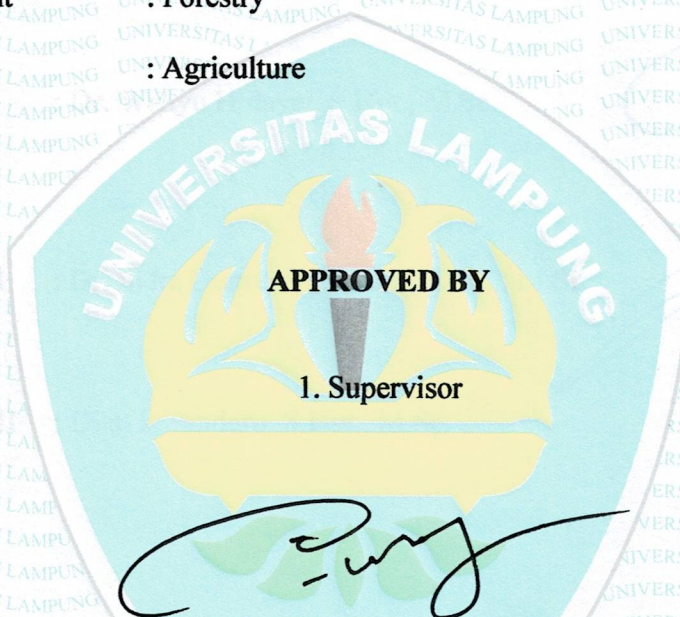 : Forestry
: Agriculture
UNIVERSITAS LAMPUNG
APPROVED BY
1. Supervisor